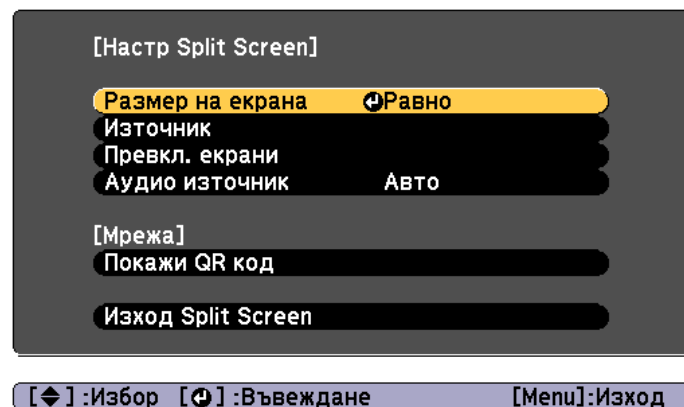 [Настр Split Screen]
Размер на екрана Равно
Източник
Превкл. екрани
Аудио източник Авто
[Мрежа]
Покажи QR код
Изход Split Screen
[◆] :Избор [⏎] :Въвеждане [Menu]:Изход